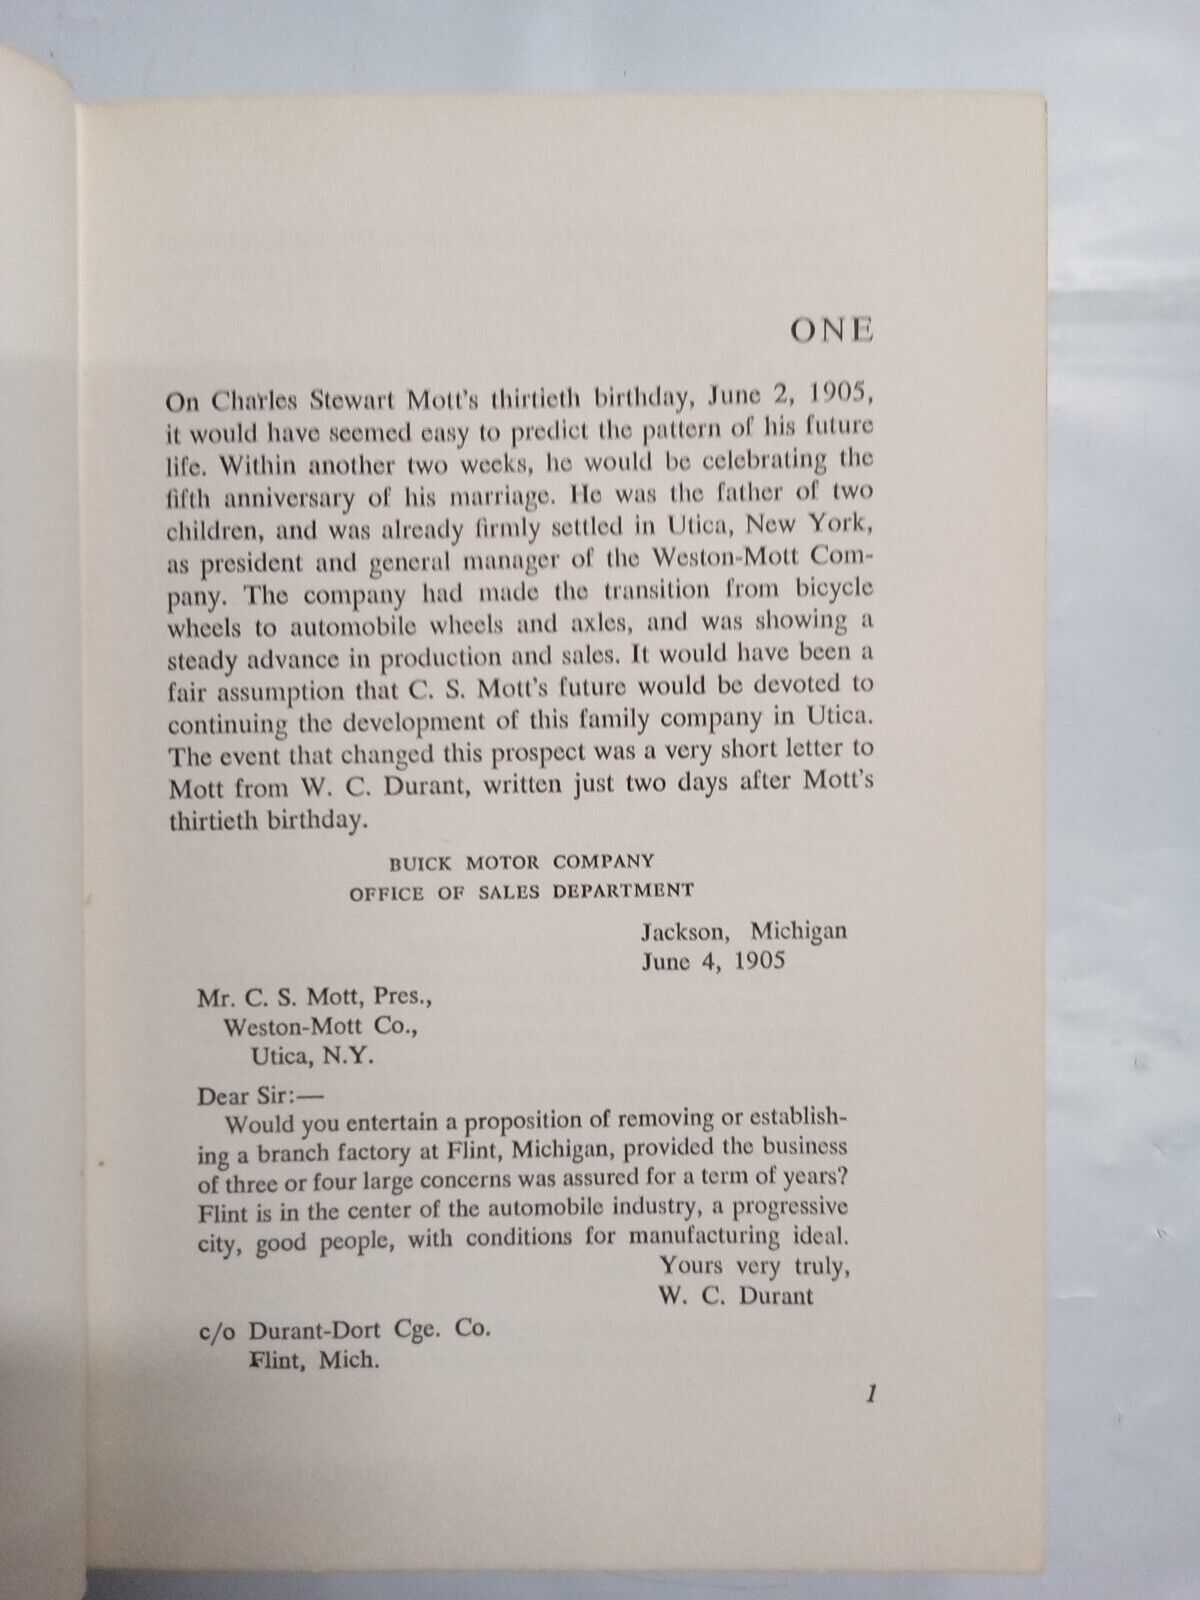 ONE
On Charles Stewart Mott's thirtieth birthday, June 2, 1905,
it would have seemed easy to predict the pattern of his future
life. Within another two weeks, he would be celebrating the
fifth anniversary of his marriage. He was the father of two
children, and was already firmly settled in Utica, New York,
as president and general manager of the Weston-Mott Com-
pany. The company had made the transition from bicycle
wheels to automobile wheels and axles, and was showing a
steady advance in production and sales. It would have been a
fair assumption that C. S. Mott's future would be devoted to
continuing the development of this family company in Utica.
The event that changed this prospect was a very short letter to
Mott from W. C. Durant, written just two days after Mott's
thirtieth birthday.
BUICK MOTOR COMPANY
OFFICE OF SALES DEPARTMENT
Jackson, Michigan
June 4, 1905
Mr. C. S. Mott, Pres.,
Weston-Mott Co.,
Utica, N.Y.
Dear Sir:—
Would you entertain a proposition of removing or establish-
ing a branch factory at Flint, Michigan, provided the business
of three or four large concerns was assured for a term of years?
Flint is in the center of the automobile industry, a progressive
city, good people, with conditions for manufacturing ideal.
Yours very truly,
W. C. Durant
c/o Durant-Dort Cge. Co.
Flint, Mich.
1